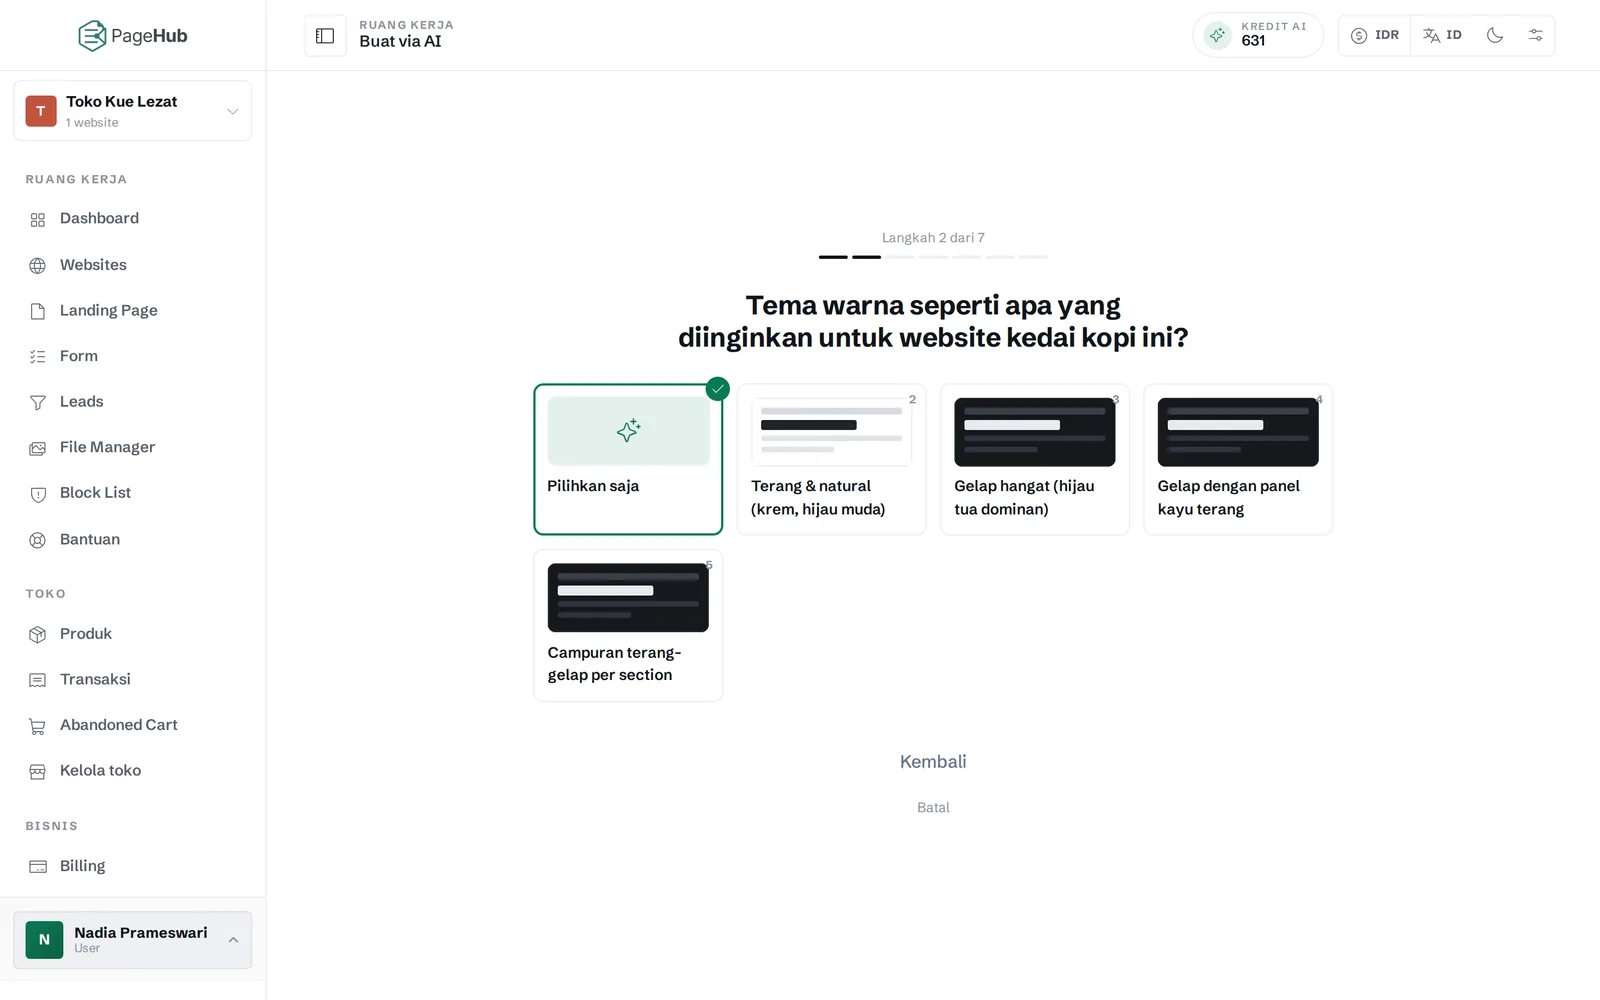 PageHub
RUANG KERJA
Buat via AI
KREDIT AI
631
IDR
ID
T
Toko Kue Lezat
1 website
RUANG KERJA
Dashboard
Websites
Landing Page
Form
Leads
File Manager
Block List
Bantuan
TOKO
Produk
Transaksi
Abandoned Cart
Kelola toko
BISNIS
Billing
N
Nadia Prameswari
User
Langkah 2 dari 7
Tema warna seperti apa yang
diinginkan untuk website kedai kopi ini?
Pilihkan saja
2
Terang & natural
(krem, hijau muda)
3
Gelap hangat (hijau
tua dominan)
4
Gelap dengan panel
kayu terang
5
Campuran terang-
gelap per section
Kembali
Batal